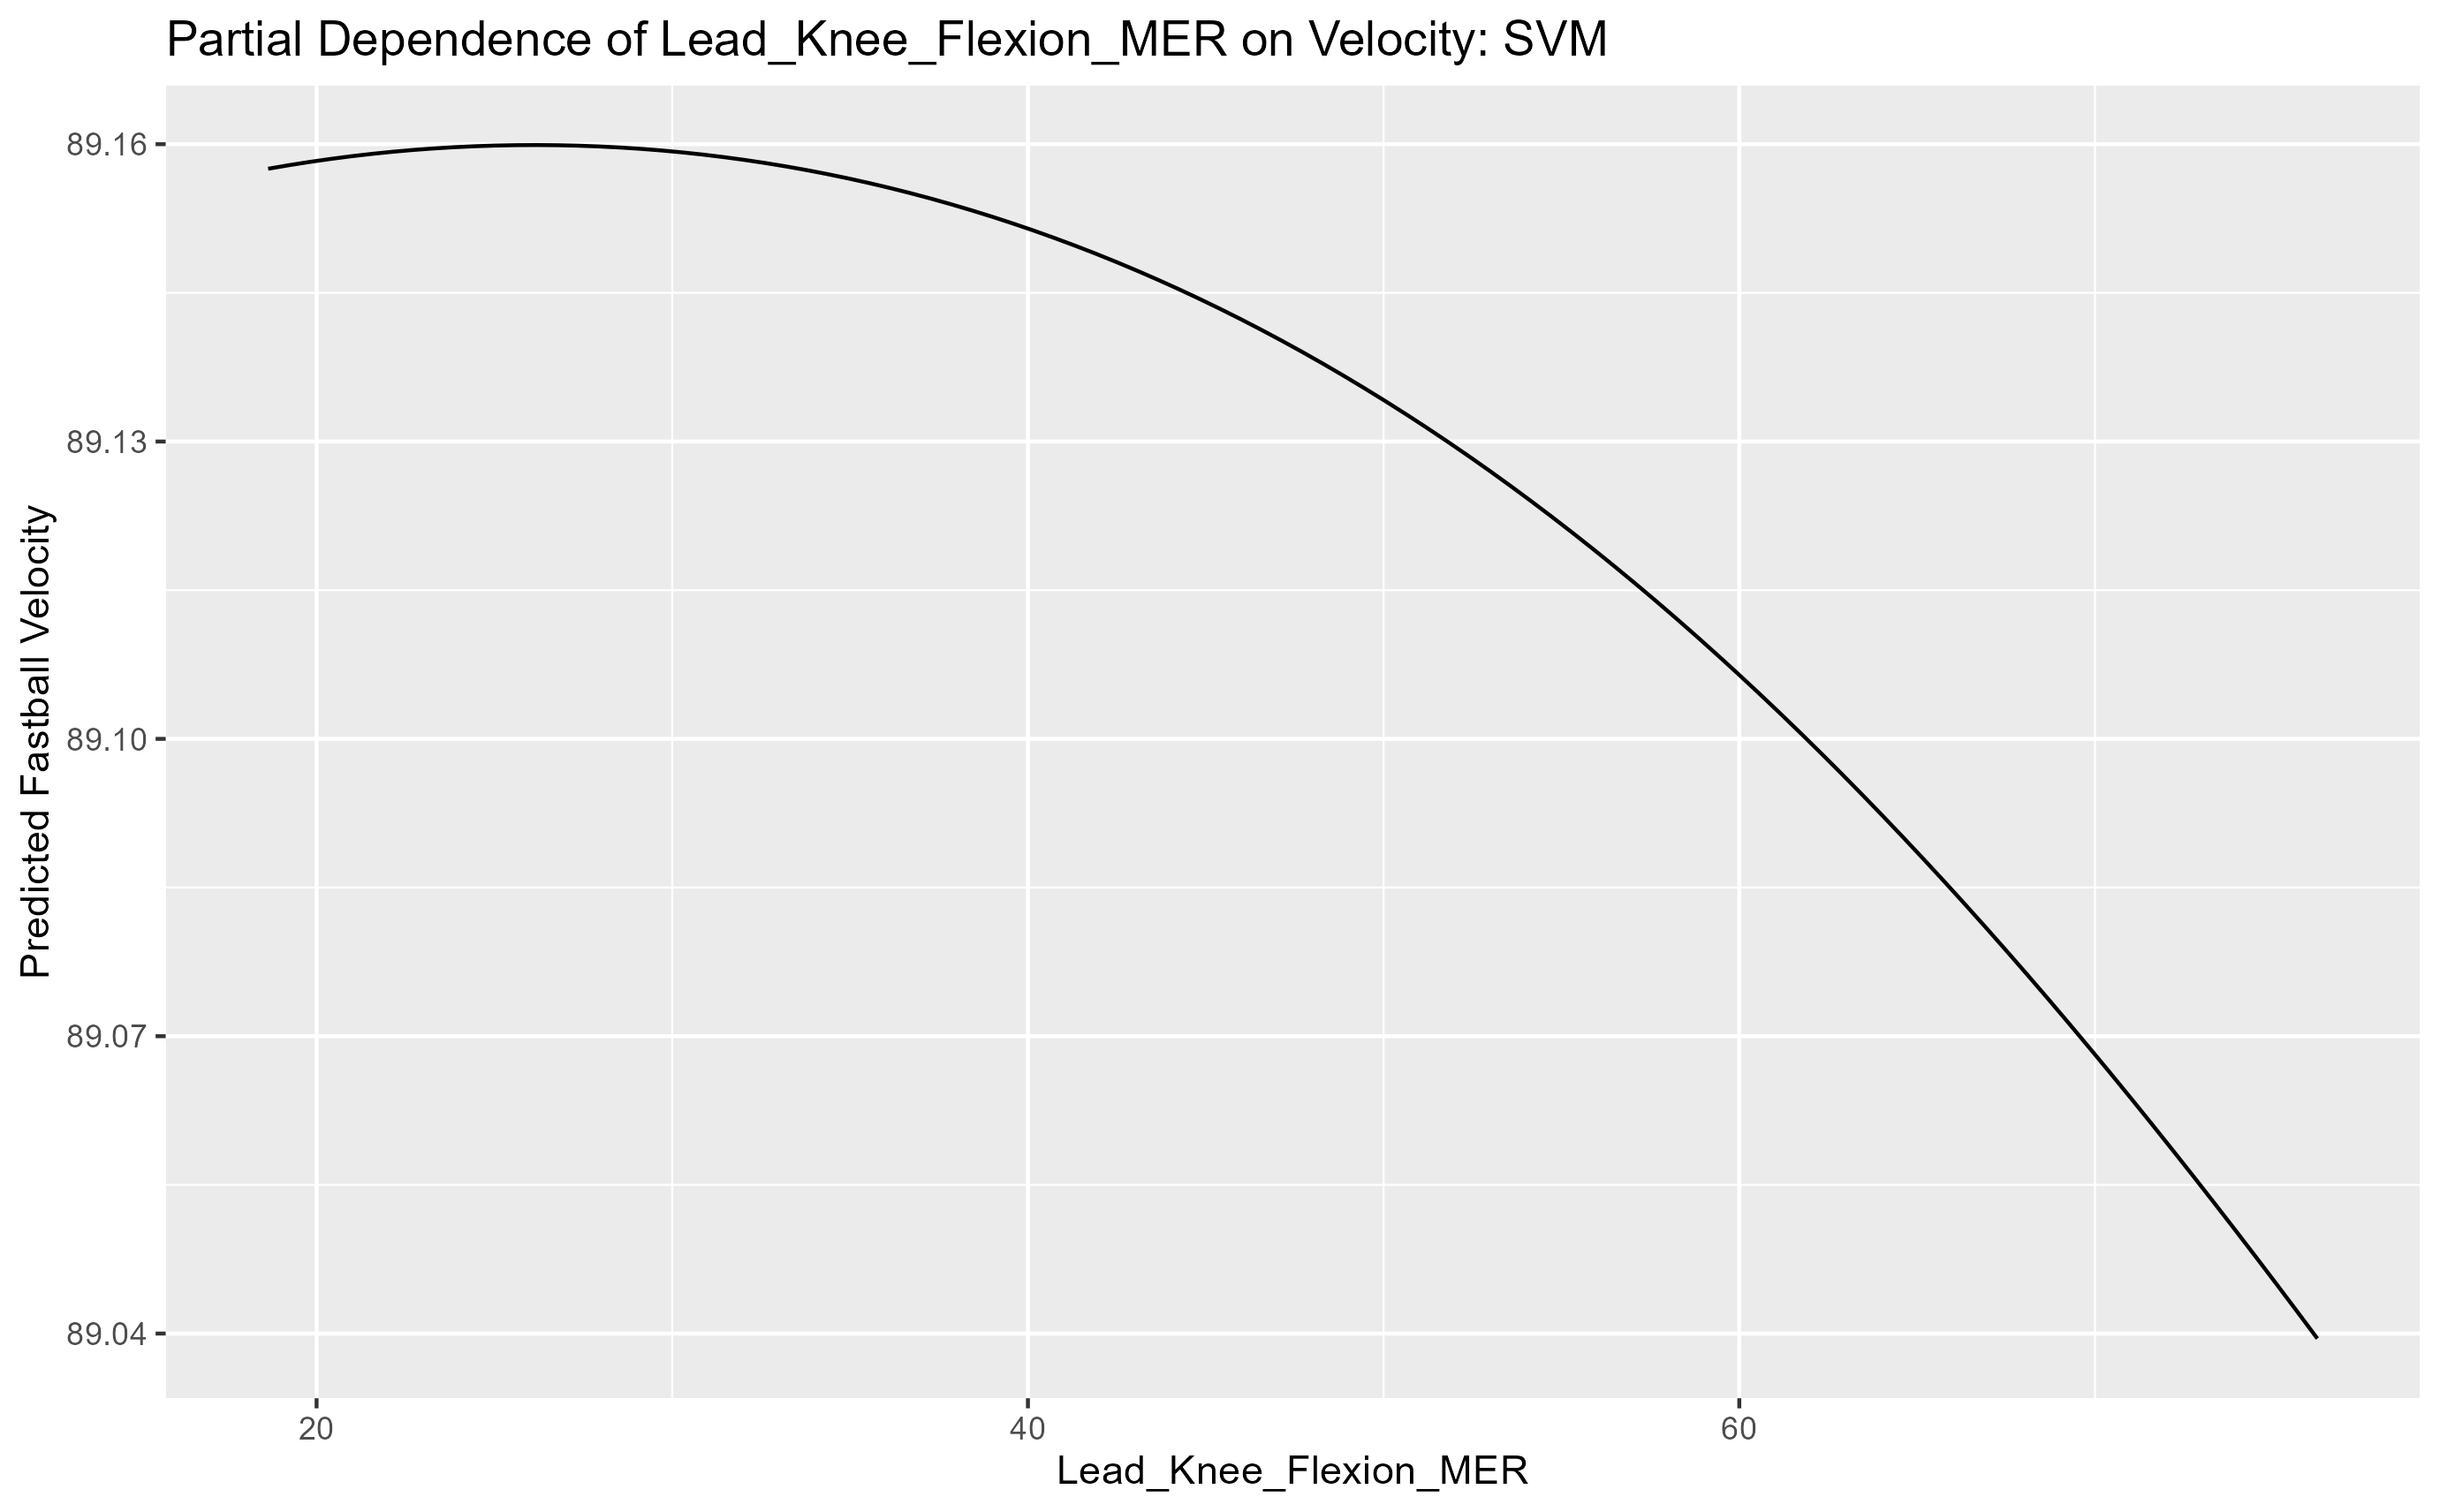 Partial Dependence of Lead_Knee_Flexion_MER on Velocity: SVM
Predicted Fastball Velocity
89.16
89.13
89.10
89.07
89.04
20 40 60
Lead_Knee_Flexion_MER